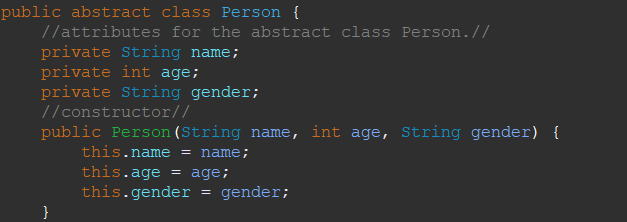 public abstract class Person {
    //attributes for the abstract class Person.//
    private String name;
    private int age;
    private String gender;
    //constructor//
    public Person(String name, int age, String gender) {
        this.name = name;
        this.age = age;
        this.gender = gender;
    }